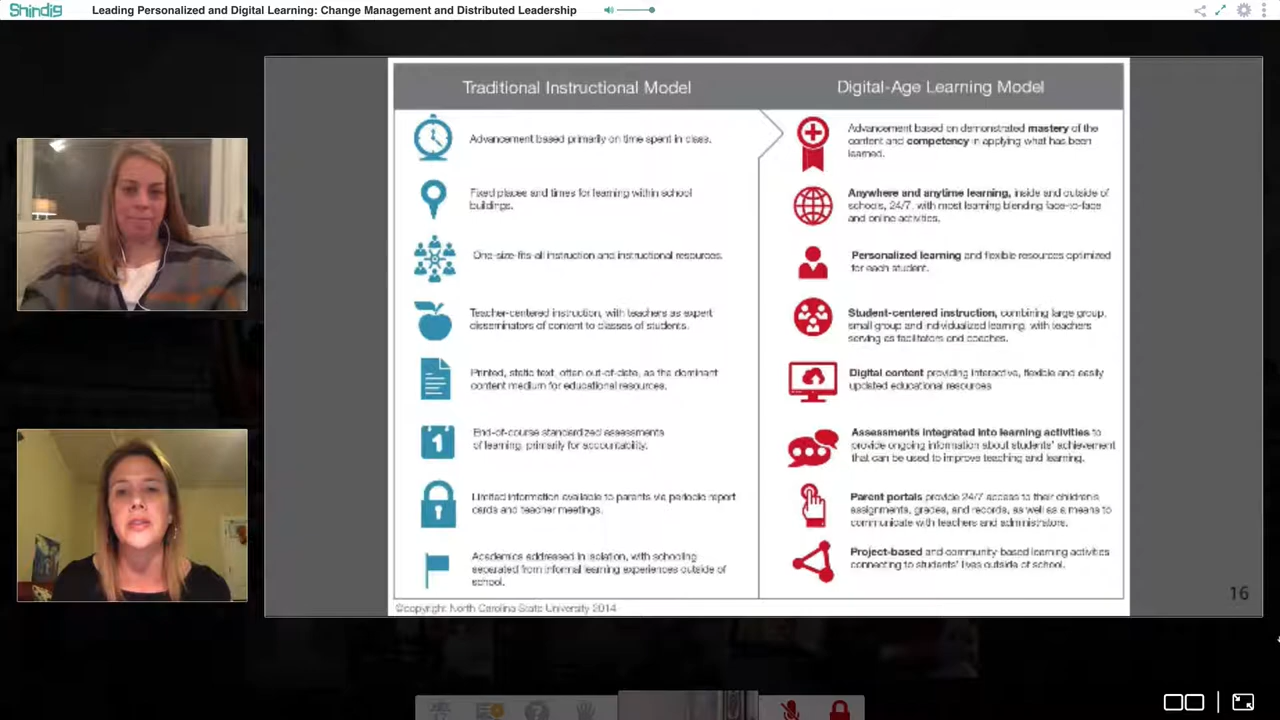 Shindig
Leading Personalized and Digital Learning: Change Management and Distributed Leadership
Traditional Instructional Model
Digital-Age Learning Model
Advancement based primarily on time spent in class.
Advancement based on demonstrated mastery of the
content and competency in applying what has been
learned.
Fixed places and times for learning within school
buildings.
Anywhere and anytime learning, inside and outside of
schools, 24/7, with most learning blending face-to-face
and online activities.
One-size-fits-all instruction and instructional resources.
Personalized learning and flexible resources optimized
for each student.
Teacher-centered instruction, with teachers as expert
disseminators of content to classes of students.
Student-centered instruction, combining large group,
small group and individualized learning, with teachers
serving as facilitators and coaches.
Printed, static text, often out-of-date, as the dominant
content medium for educational resources.
Digital content providing interactive, flexible and easily
updated educational resources
1
End-of-course standardized assessments
of learning, primarily for accountability.
Assessments integrated into learning activities to
provide ongoing information about students' achievement
that can be used to improve teaching and learning.
Limited information available to parents via periodic report
cards and teacher meetings.
Parent portals provide 24/7 access to their children's
assignments, grades, and records, as well as a means to
communicate with teachers and administrators.
Academics addressed in isolation, with schooling
separated from informal learning experiences outside of
school.
Project-based and community-based learning activities
connecting to students' lives outside of school.
©copyright: North Carolina State University 2014
16